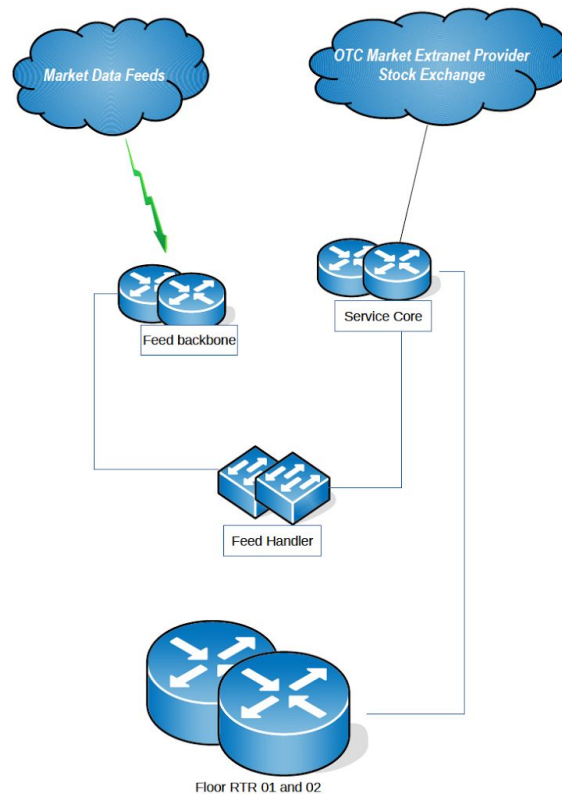 Market Data Feeds
OTC Market Extranet Provider
Stock Exchange
Feed backbone
Service Core
Feed Handler
Floor RTR 01 and 02